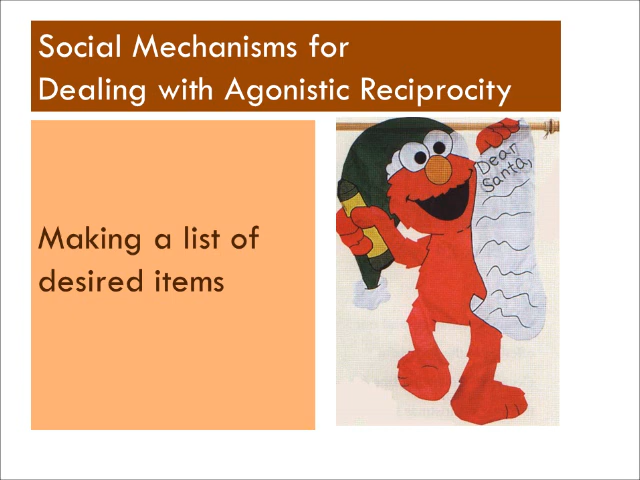 Social Mechanisms for
Dealing with Agonistic Reciprocity
Making a list of
desired items
Dear
Santa,